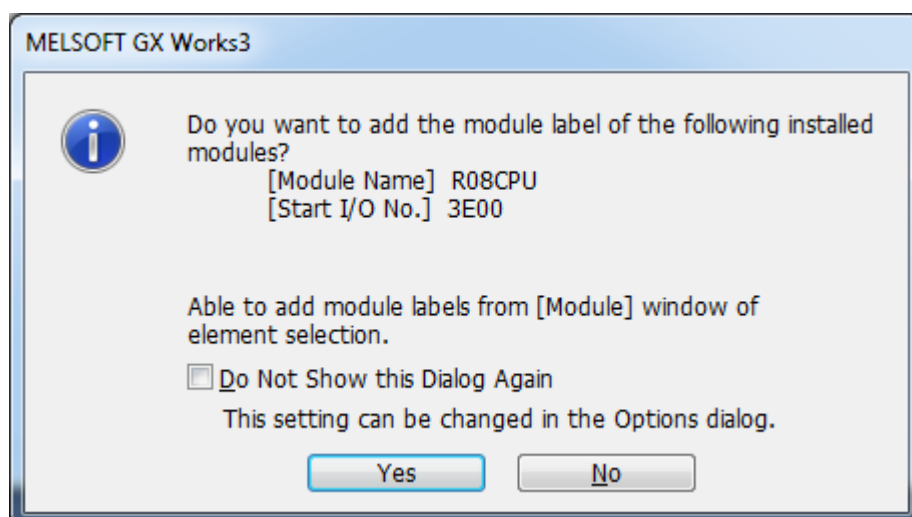 MELSOFT GX Works3
Do you want to add the module label of the following installed
modules?
[Module Name] R08CPU
[Start I/O No.] 3E00
Able to add module labels from [Module] window of
element selection.
Do Not Show this Dialog Again
This setting can be changed in the Options dialog.
Yes No